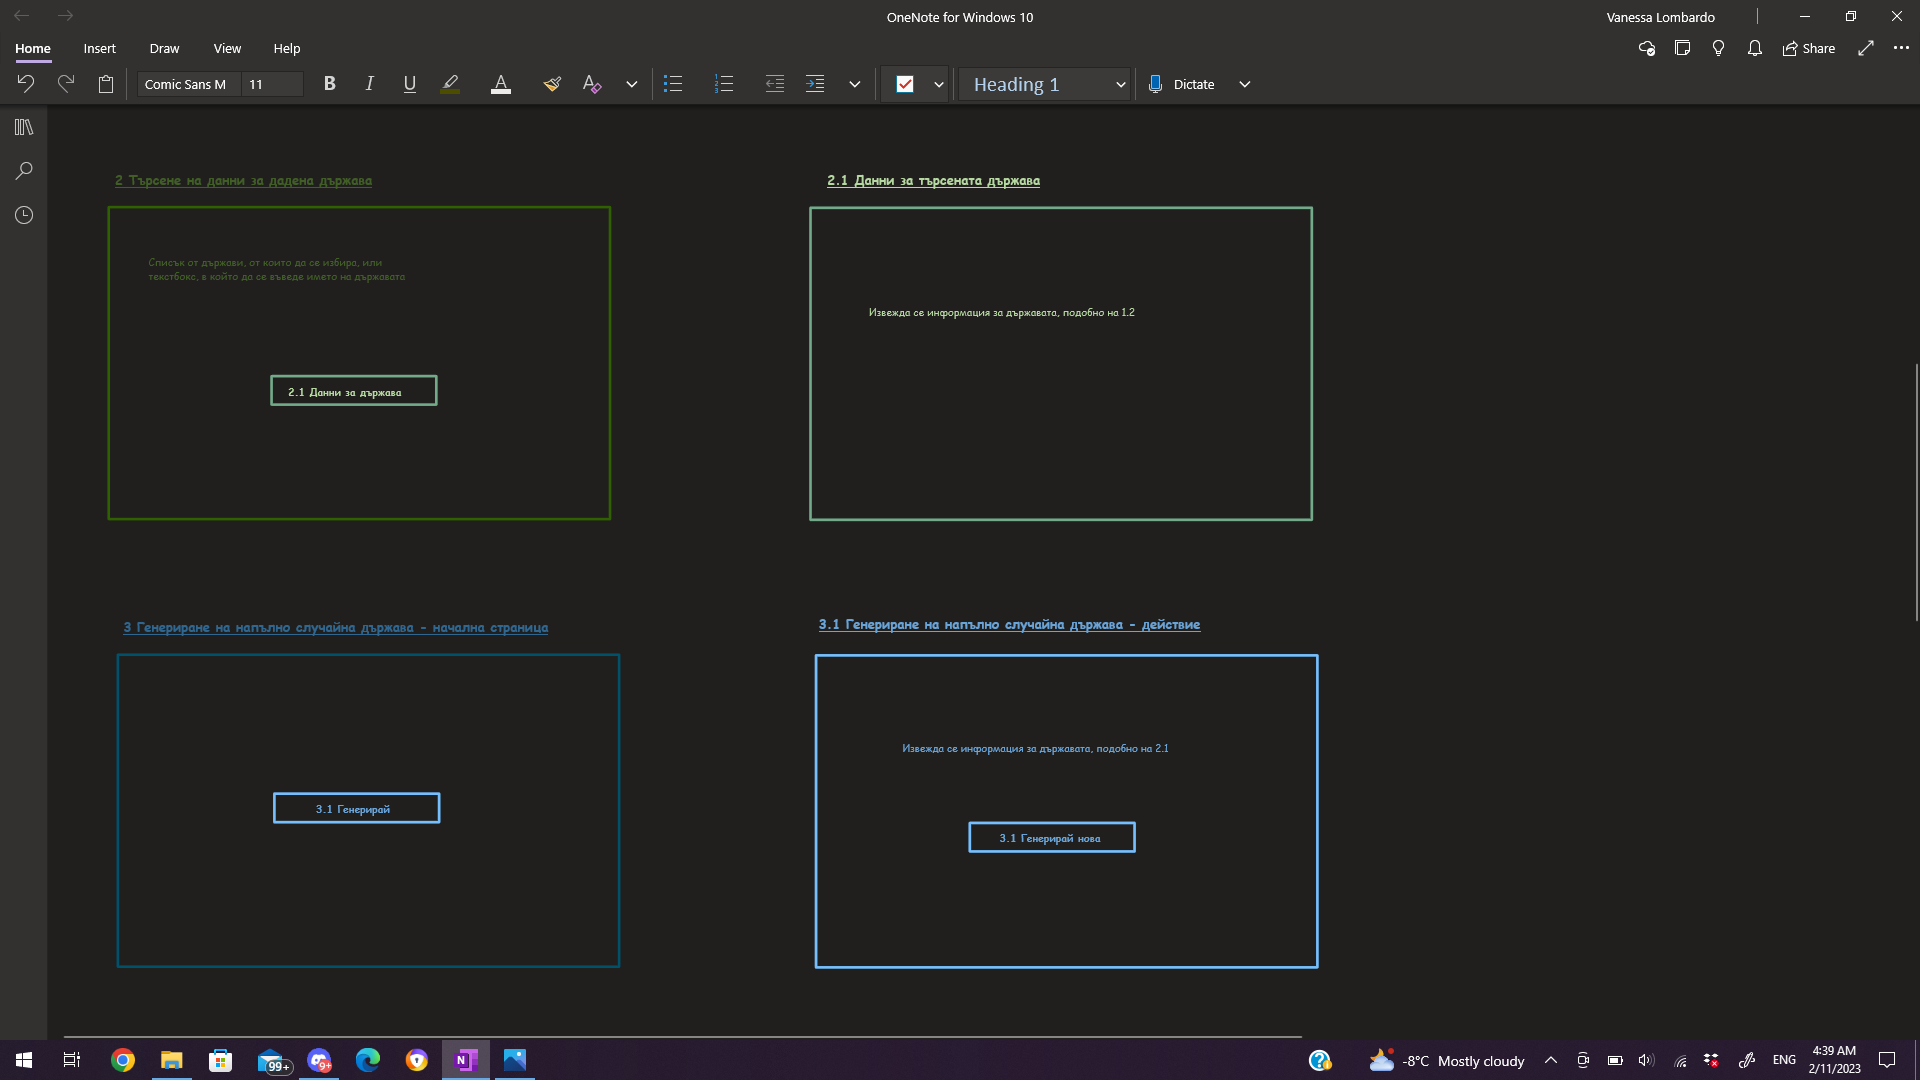 OneNote for Windows 10
Vanessa Lombardo
Home Insert Draw View Help
Share
Comic Sans M 11 B I U A A Heading 1 Dictate
2 Търсене на данни за дадена държава
Списък от държави, от които да се избира, или
текстбокс, в който да се въведе името на държавата
2.1 Данни за държава
2.1 Данни за търсената държава
Извежда се информация за държавата, подобно на 1.2
3 Генериране на напълно случайна държава - начална страница
3.1 Генерирай
3.1 Генериране на напълно случайна държава - действие
Извежда се информация за държавата, подобно на 2.1
3.1 Генерирай нова
99+ 9+ N -8°C Mostly cloudy ENG 4:39 AM
2/11/2023